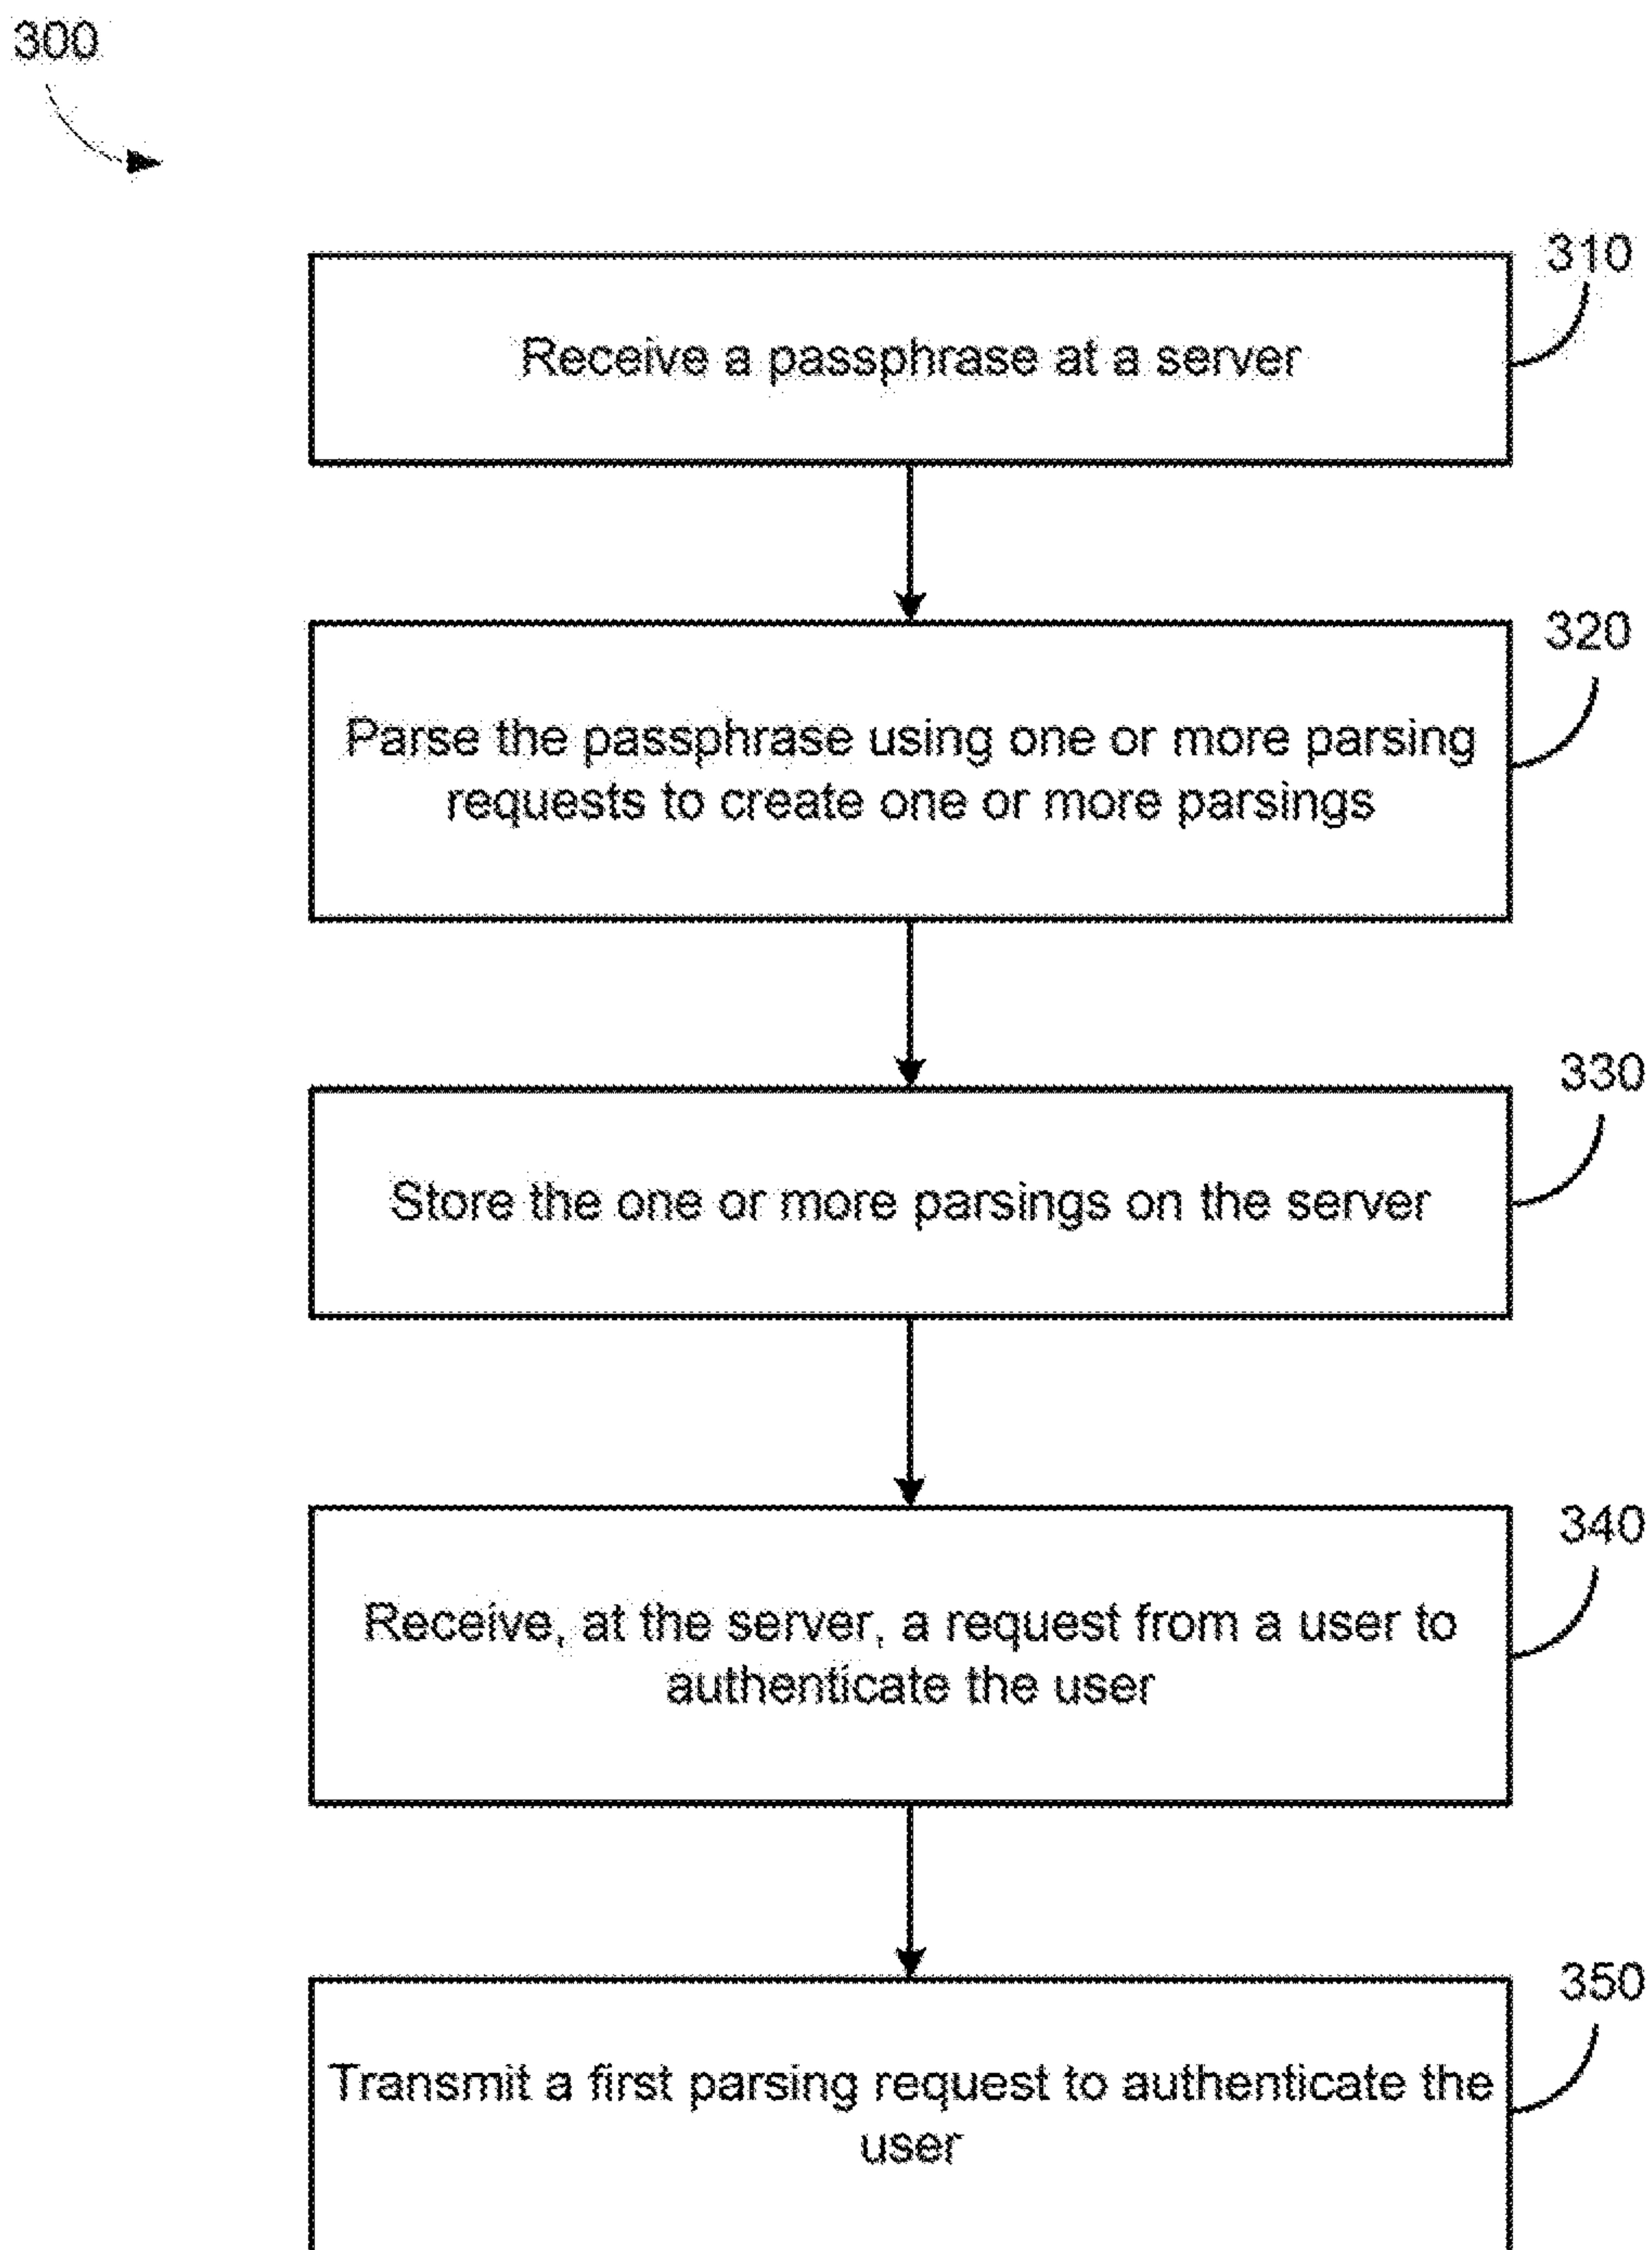 300
310
Receive a passphrase at a server
320
Parse the passphrase using one or more parsing
requests to create one or more parsings
330
Store the one or more parsings on the server
340
Receive, at the server, a request from a user to
authenticate the user
350
Transmit a first parsing request to authenticate the
user